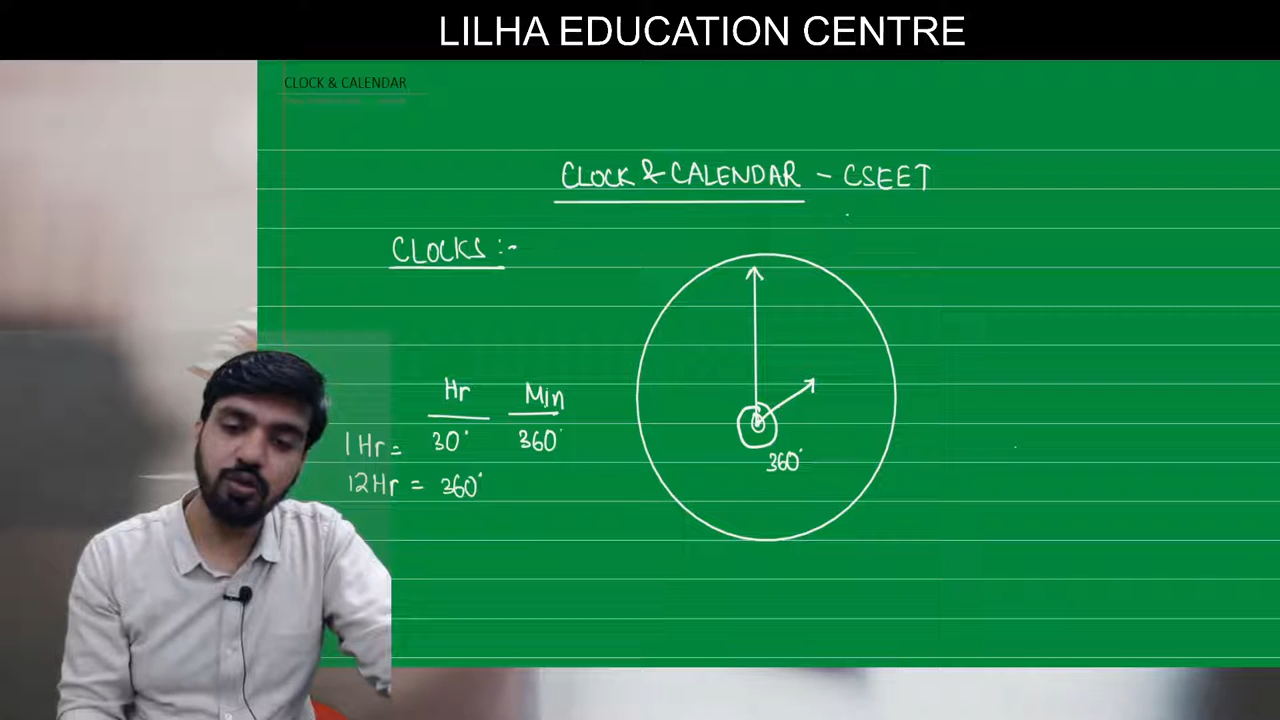 LILHA EDUCATION CENTRE
CLOCK & CALENDAR
CLOCK & CALENDAR - CSEET
CLOCKS :-
Hr Min
1 Hr = 30° 360°
12 Hr = 360°
360°